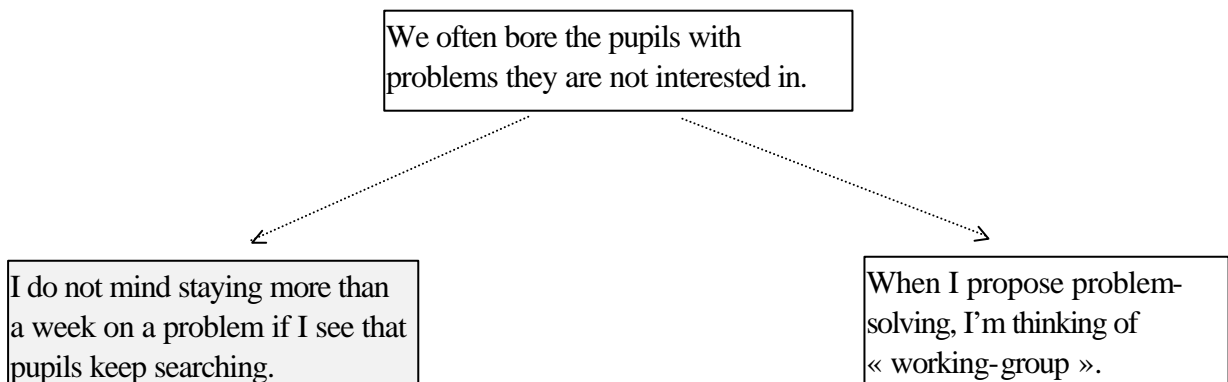 We often bore the pupils with
problems they are not interested in.
I do not mind staying more than
a week on a problem if I see that
pupils keep searching.
When I propose problem-
solving, I'm thinking of
« working-group ».